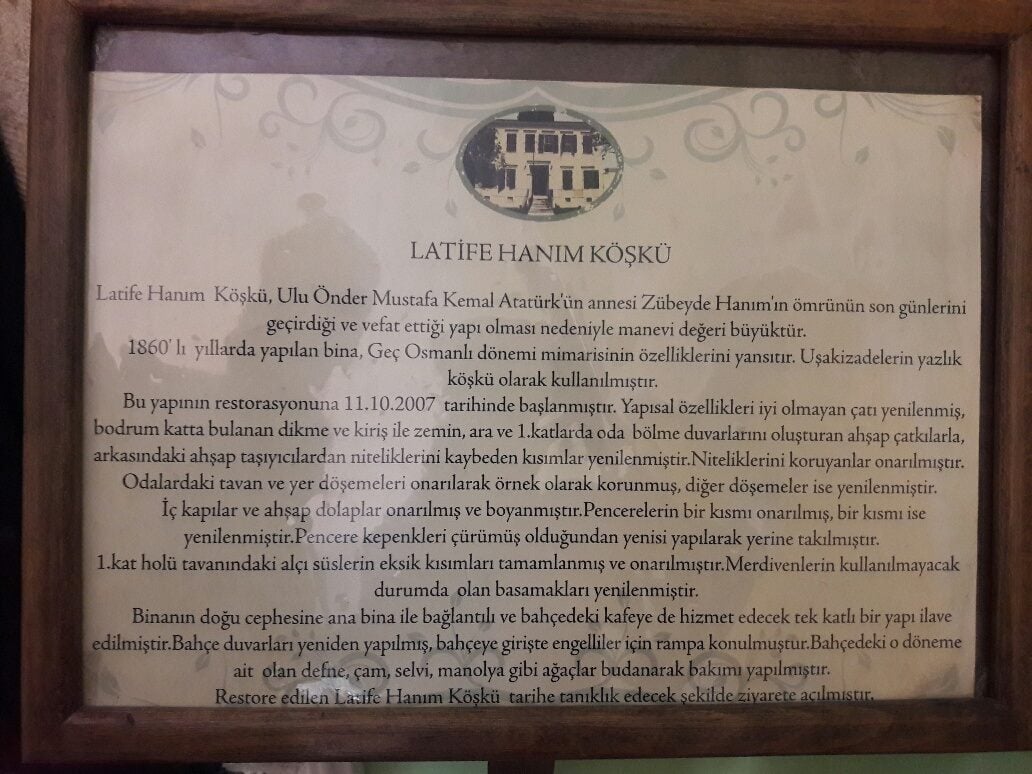 LATİFE HANIM KÖŞKÜ
Latife Hanım Köşkü, Ulu Önder Mustafa Kemal Atatürk'ün annesi Zübeyde Hanım'ın ömrünün son günlerini
geçirdiği ve vefat ettiği yapı olması nedeniyle manevi değeri büyüktür.
1860' lı yıllarda yapılan bina, Geç Osmanlı dönemi mimarisinin özelliklerini yansıtır. Uşakizadelerin yazlık
köşkü olarak kullanılmıştır.
Bu yapının restorasyonuna 11.10.2007 tarihinde başlanmıştır. Yapısal özellikleri iyi olmayan çatı yenilenmiş,
bodrum katta bulanan dikme ve kiriş ile zemin, ara ve 1.katlarda oda bölme duvarlarını oluşturan ahşap çatkılarla,
arkasındaki ahşap taşıyıcılardan niteliklerini kaybeden kısımlar yenilenmiştir.Niteliklerini koruyanlar onarılmıştır.
Odalardaki tavan ve yer döşemeleri onarılarak örnek olarak korunmuş, diğer döşemeler ise yenilenmiştir.
İç kapılar ve ahşap dolaplar onarılmış ve boyanmıştır.Pencerelerin bir kısmı onarılmış, bir kısmı ise
yenilenmiştir.Pencere kepenkleri çürümüş olduğundan yenisi yapılarak yerine takılmıştır.
1.kat holü tavanındaki alçı süslerin eksik kısımları tamamlanmış ve onarılmıştır.Merdivenlerin kullanılmayacak
durumda olan basamakları yenilenmiştir.
Binanın doğu cephesine ana bina ile bağlantılı ve bahçedeki kafeye de hizmet edecek tek katlı bir yapı ilave
edilmiştir.Bahçe duvarları yeniden yapılmış, bahçeye girişte engelliler için rampa konulmuştur.Bahçedeki o döneme
ait olan defne, çam, selvi, manolya gibi ağaçlar budanarak bakımı yapılmıştır.
Restore edilen Latife Hanım Köşkü tarihe tanıklık edecek şekilde ziyarete açılmıştır.